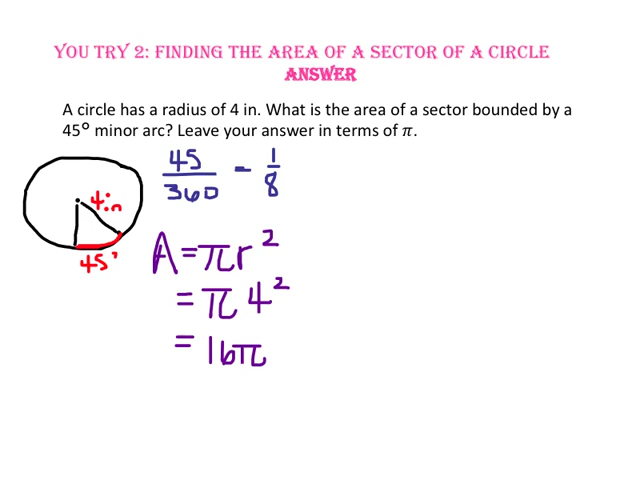 YOU TRY 2: FINDING THE AREA OF A SECTOR OF A CIRCLE
ANSWER
A circle has a radius of 4 in. What is the area of a sector bounded by a
45° minor arc? Leave your answer in terms of π.
45/360 = 1/8
4in
45°
A = πr²
= π 4²
= 16π